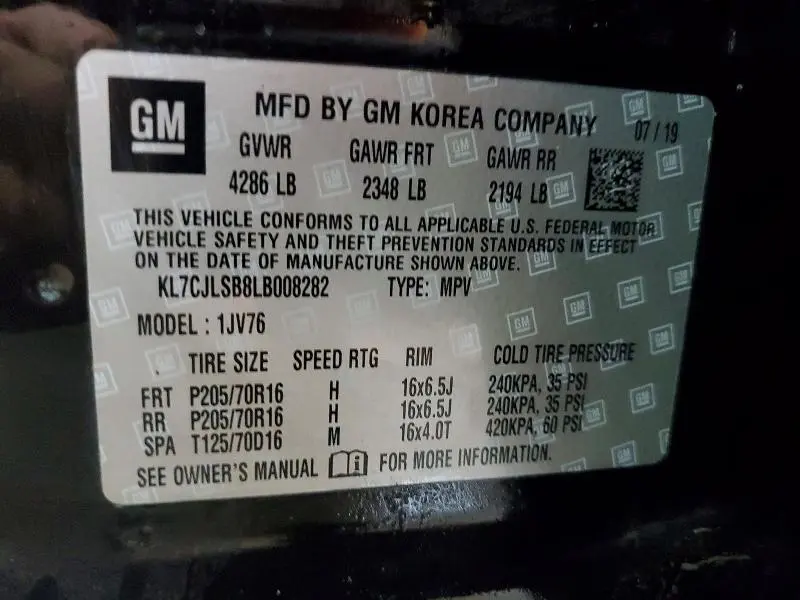 GM MFD BY GM KOREA COMPANY 07/19
GVWR GAWR FRT GAWR RR
4286 LB 2348 LB 2194 LB
THIS VEHICLE CONFORMS TO ALL APPLICABLE U.S. FEDERAL MOTOR
VEHICLE SAFETY AND THEFT PREVENTION STANDARDS IN EFFECT
ON THE DATE OF MANUFACTURE SHOWN ABOVE.
KL7CJLSB8LB008282 TYPE: MPV
MODEL : 1JV76
TIRE SIZE SPEED RTG RIM COLD TIRE PRESSURE
FRT P205/70R16 H 16x6.5J 240KPA, 35 PSI
RR P205/70R16 H 16x6.5J 240KPA, 35 PSI
SPA T125/70D16 M 16x4.0T 420KPA, 60 PSI
SEE OWNER'S MANUAL i FOR MORE INFORMATION.